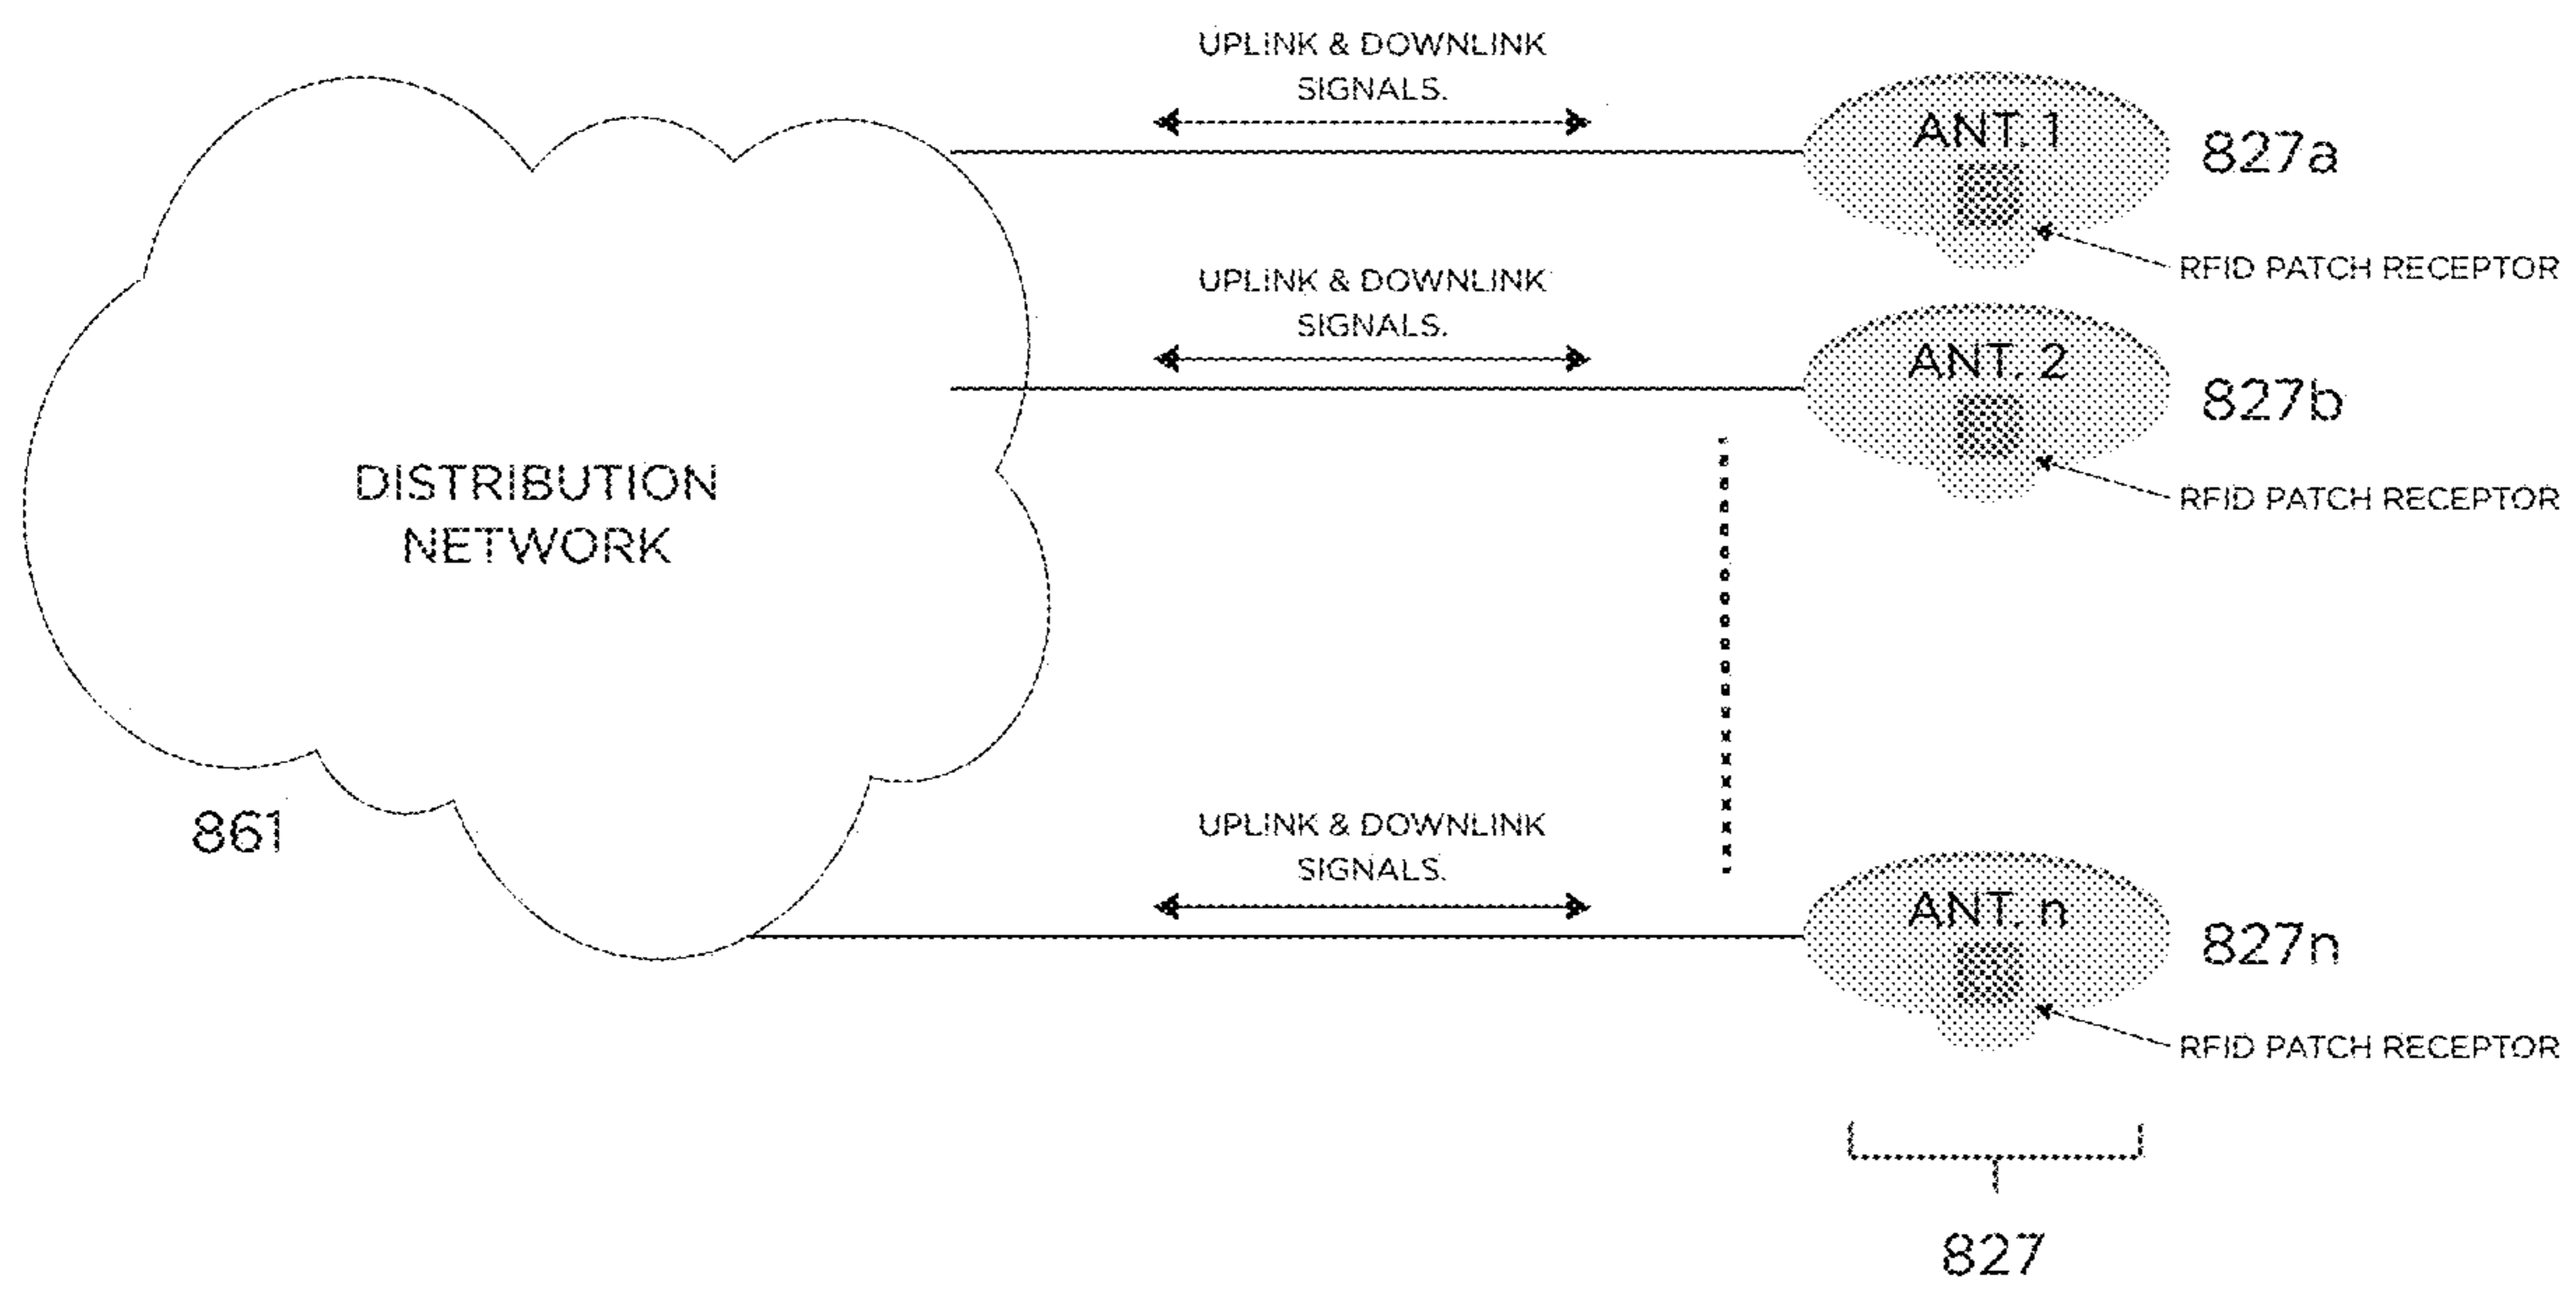 UPLINK & DOWNLINK
SIGNALS.
ANT. 1
827a
RFID PATCH RECEPTOR
UPLINK & DOWNLINK
SIGNALS.
ANT. 2
827b
RFID PATCH RECEPTOR
DISTRIBUTION
NETWORK
861
UPLINK & DOWNLINK
SIGNALS.
ANT. n
827n
RFID PATCH RECEPTOR
827